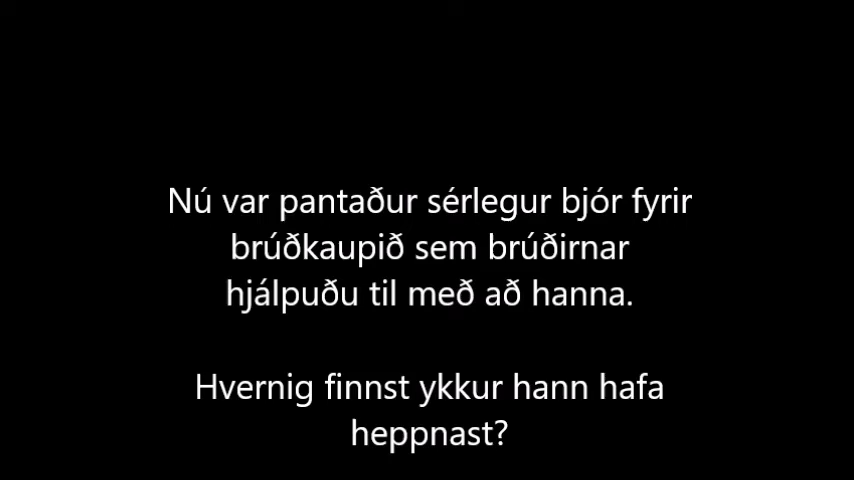 Nú var pantaður sérlegur bjór fyrir
brúðkaupið sem brúðirnar
hjálpuðu til með að hanna.
Hvernig finnst ykkur hann hafa
heppnast?